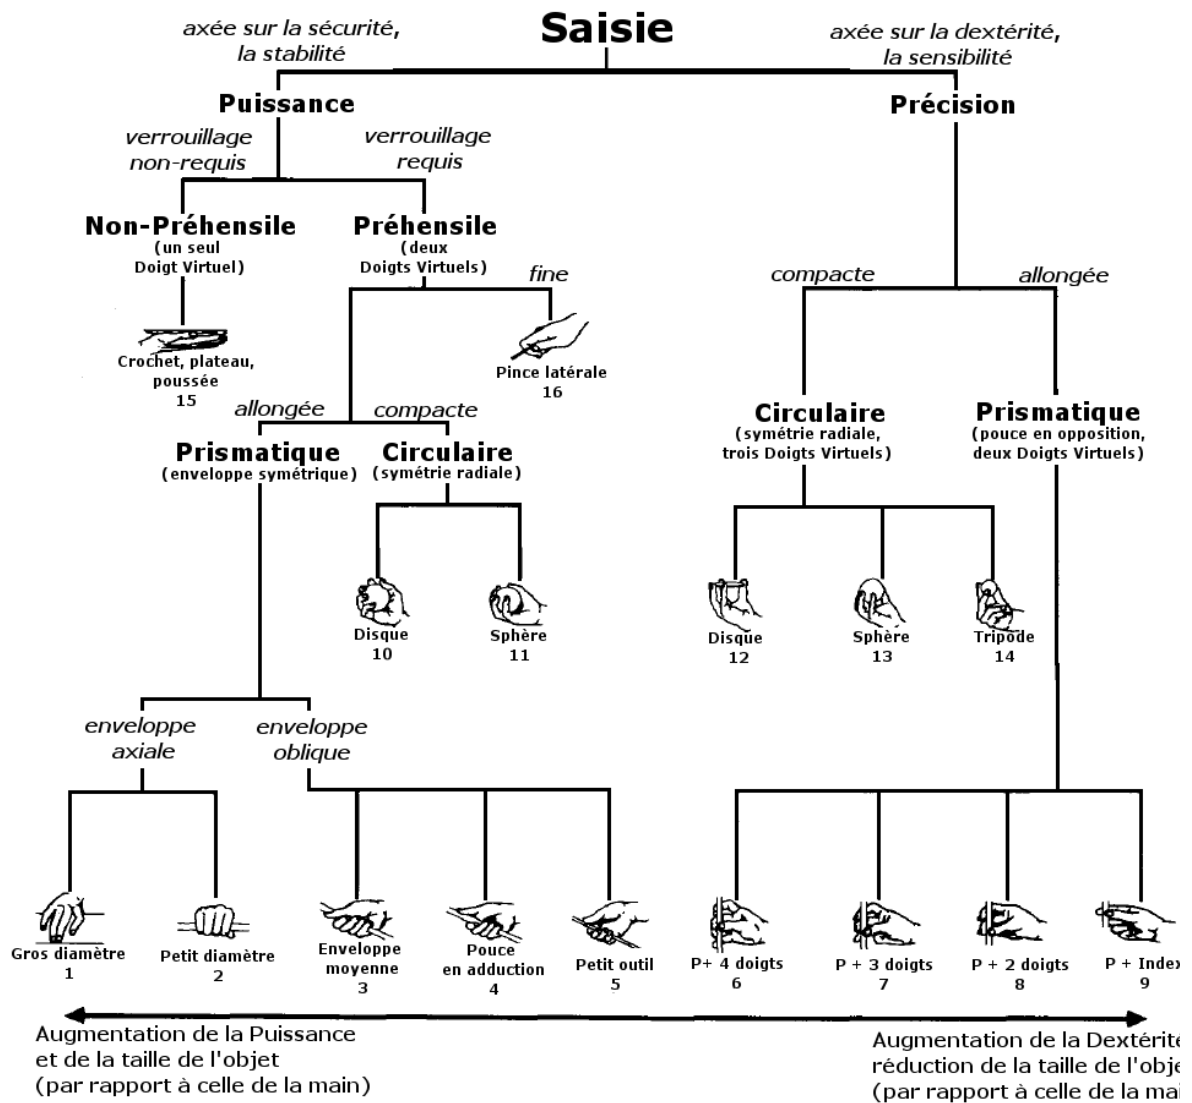 Saisie
axée sur la sécurité,
la stabilité
axée sur la dextérité,
la sensibilité
Puissance
Précision
verrouillage
non-requis
verrouillage
requis
Non-Préhensile
(un seul
Doigt Virtuel)
Préhensile
(deux
Doigts Virtuels)
fine
compacte
allongée
Crochet, plateau,
poussée
15
Pince latérale
16
allongée
compacte
Prismatique
(enveloppe symétrique)
Circulaire
(symétrie radiale)
Circulaire
(symétrie radiale,
trois Doigts Virtuels)
Prismatique
(pouce en opposition,
deux Doigts Virtuels)
Disque
10
Sphère
11
Disque
12
Sphère
13
Tripode
14
enveloppe
axiale
enveloppe
oblique
Gros diamètre
1
Petit diamètre
2
Enveloppe
moyenne
3
Pouce
en adduction
4
Petit outil
5
P+ 4 doigts
6
P + 3 doigts
7
P + 2 doigts
8
P + Index
9
Augmentation de la Puissance
et de la taille de l'objet
(par rapport à celle de la main)
Augmentation de la Dextérité
réduction de la taille de l'obje
(par rapport à celle de la mai